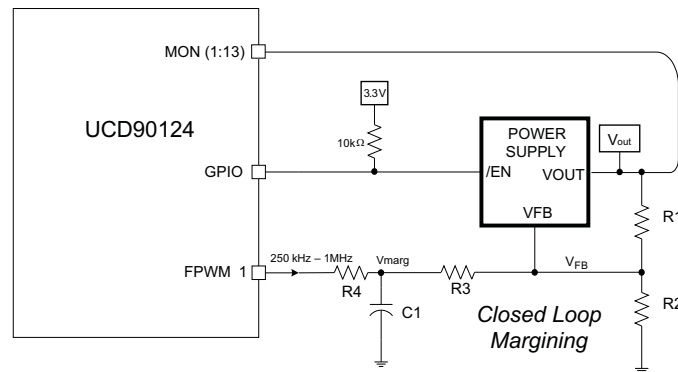 MON (1:13)
3.3V
UCD90124
10kΩ
POWER
SUPPLY
Vout
GPIO
/EN
VOUT
R1
VFB
250 kHz – 1MHz
Vmarg
VFB
FPWM 1
R4
R3
C1
R2
Closed Loop
Margining